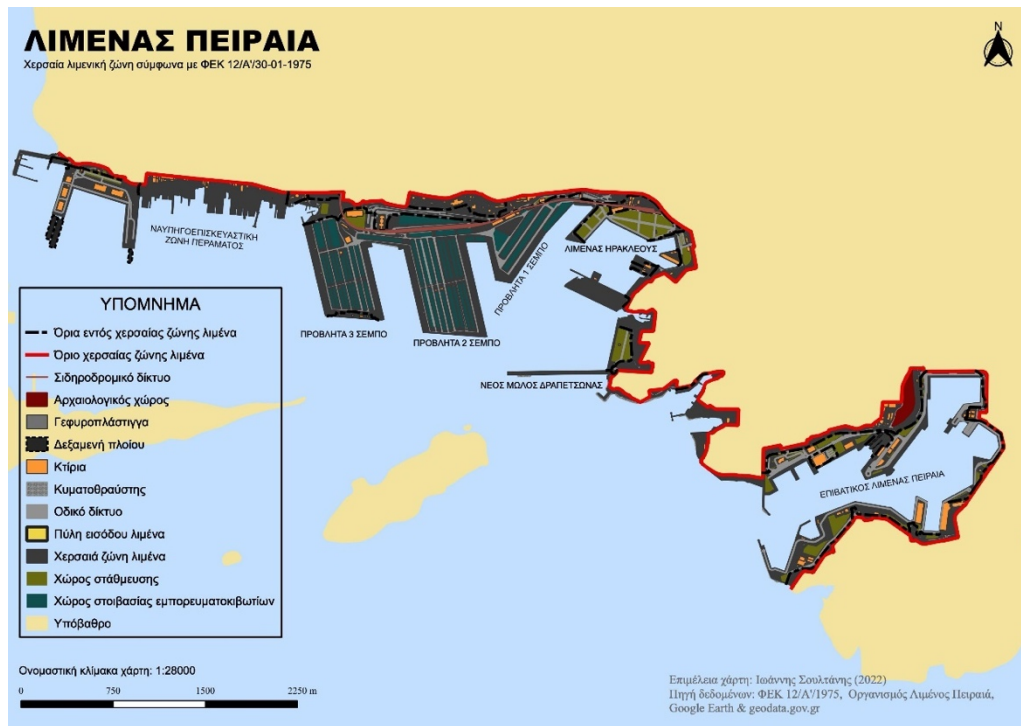 ΛΙΜΕΝΑΣ ΠΕΙΡΑΙΑ
Χερσαία λιμενική ζώνη σύμφωνα με ΦΕΚ 12/Α'/30-01-1975
N
ΝΑΥΠΗΓΟΕΠΙΣΚΕΥΑΣΤΙΚΗ
ΖΩΝΗ ΠΕΡΑΜΑΤΟΣ
ΛΙΜΕΝΑΣ ΗΡΑΚΛΕΟΥΣ
ΠΡΟΒΛΗΤΑ 1 ΣΕΜΠΟ
ΠΡΟΒΛΗΤΑ 3 ΣΕΜΠΟ
ΠΡΟΒΛΗΤΑ 2 ΣΕΜΠΟ
ΝΕΟΣ ΜΩΛΟΣ ΔΡΑΠΕΤΣΩΝΑΣ
ΕΠΙΒΑΤΙΚΟΣ ΛΙΜΕΝΑΣ ΠΕΙΡΑΙΑ
ΥΠΟΜΝΗΜΑ
Όρια εντός χερσαίας ζώνης λιμένα
Όριο χερσαίας ζώνης λιμένα
Σιδηροδρομικό δίκτυο
Αρχαιολογικός χώρος
Γεφυροπλάστιγγα
Δεξαμενή πλοίου
Κτίρια
Κυματοθραύστης
Οδικό δίκτυο
Πύλη εισόδου λιμένα
Χερσαιά ζώνη λιμένα
Χώρος στάθμευσης
Χώρος στοιβασίας εμπορευματοκιβωτίων
Υπόβαθρο
Ονομαστική κλίμακα χάρτη: 1:28000
0 750 1500 2250 m
Επιμέλεια χάρτη: Ιωάννης Σουλτάνης (2022)
Πηγή δεδομένων: ΦΕΚ 12/Α'/1975, Οργανισμός Λιμένος Πειραιά,
Google Earth & geodata.gov.gr